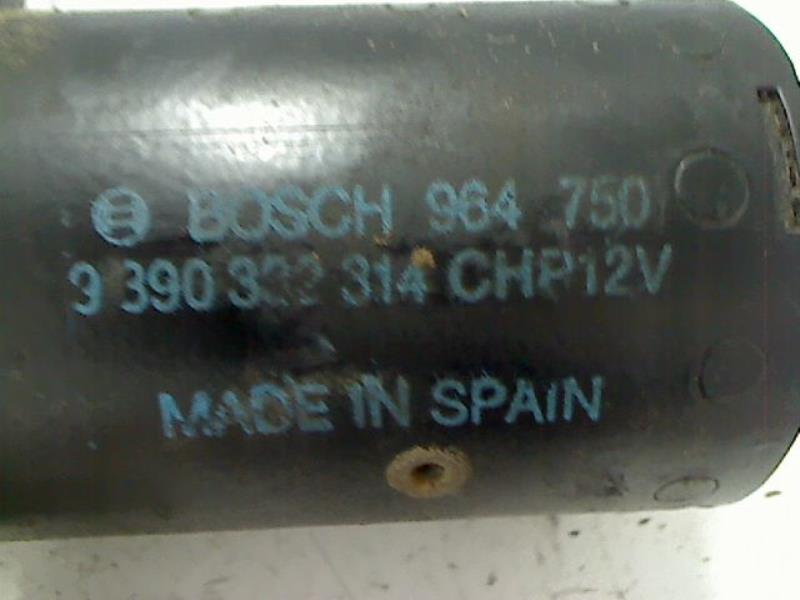 BOSCH 964 750
9 390 332 314 CHP12V
MADE IN SPAIN